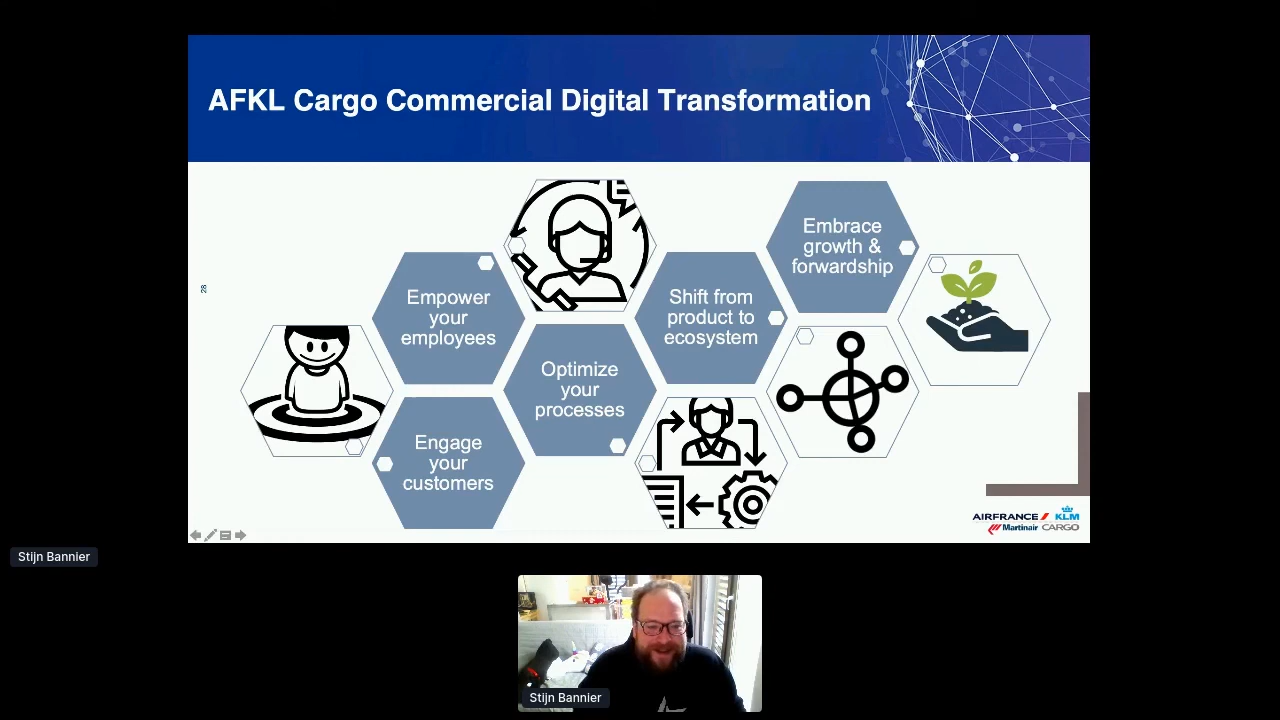 AFKL Cargo Commercial Digital Transformation
Empower
your
employees
Engage
your
customers
Optimize
your
processes
Shift from
product to
ecosystem
Embrace
growth &
forwardship
28
AIRFRANCE KLM
Martinair CARGO
Stijn Bannier
Stijn Bannier